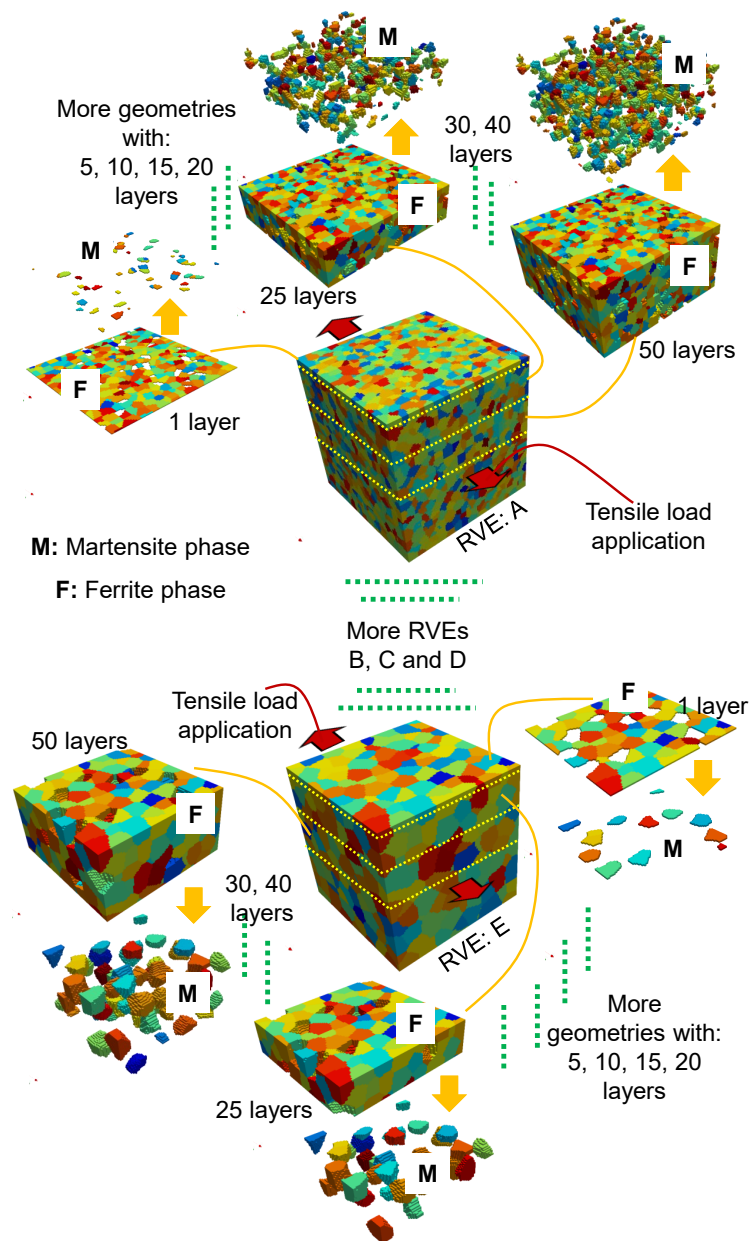 M
M
More geometries
with:
5, 10, 15, 20
layers
30, 40
layers
F
M
F
25 layers
50 layers
F
1 layer
RVE: A
Tensile load
application
M: Martensite phase
F: Ferrite phase
More RVEs
B, C and D
Tensile load
application
F
1 layer
50 layers
F
M
30, 40
layers
RVE: E
M
F
More
geometries with:
5, 10, 15, 20
layers
25 layers
M